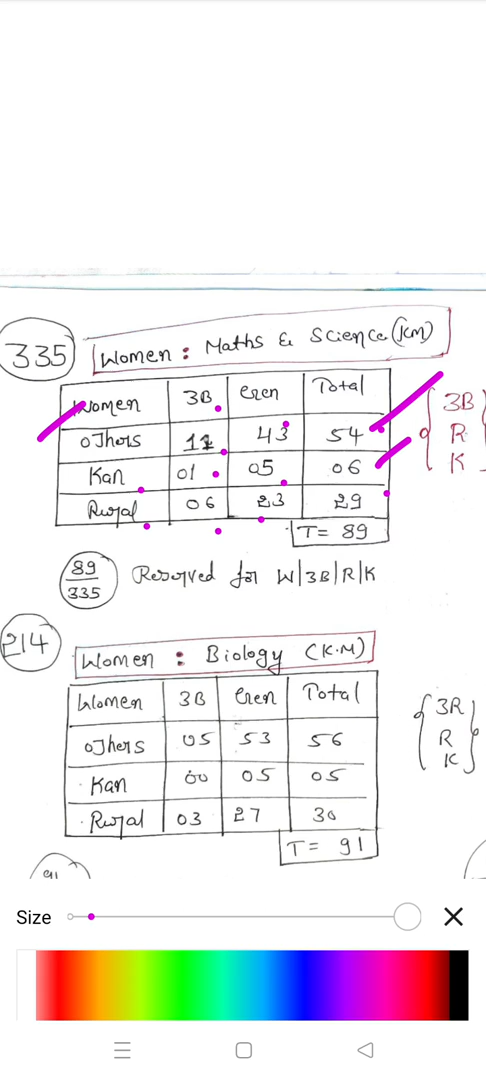 335 Women : Maths & Science (KM)
Women 3B Gen Total
others 11 43 54
Kan 01 05 06
Rural 06 23 29
T= 89
3B
R
K
89/335 Reserved for W|3B|R|K
214 Women : Biology (K.M)
Women 3B Gen Total
others 05 53 56
Kan 00 05 05
Rural 03 27 30
T= 91
3B
R
K
91
Size